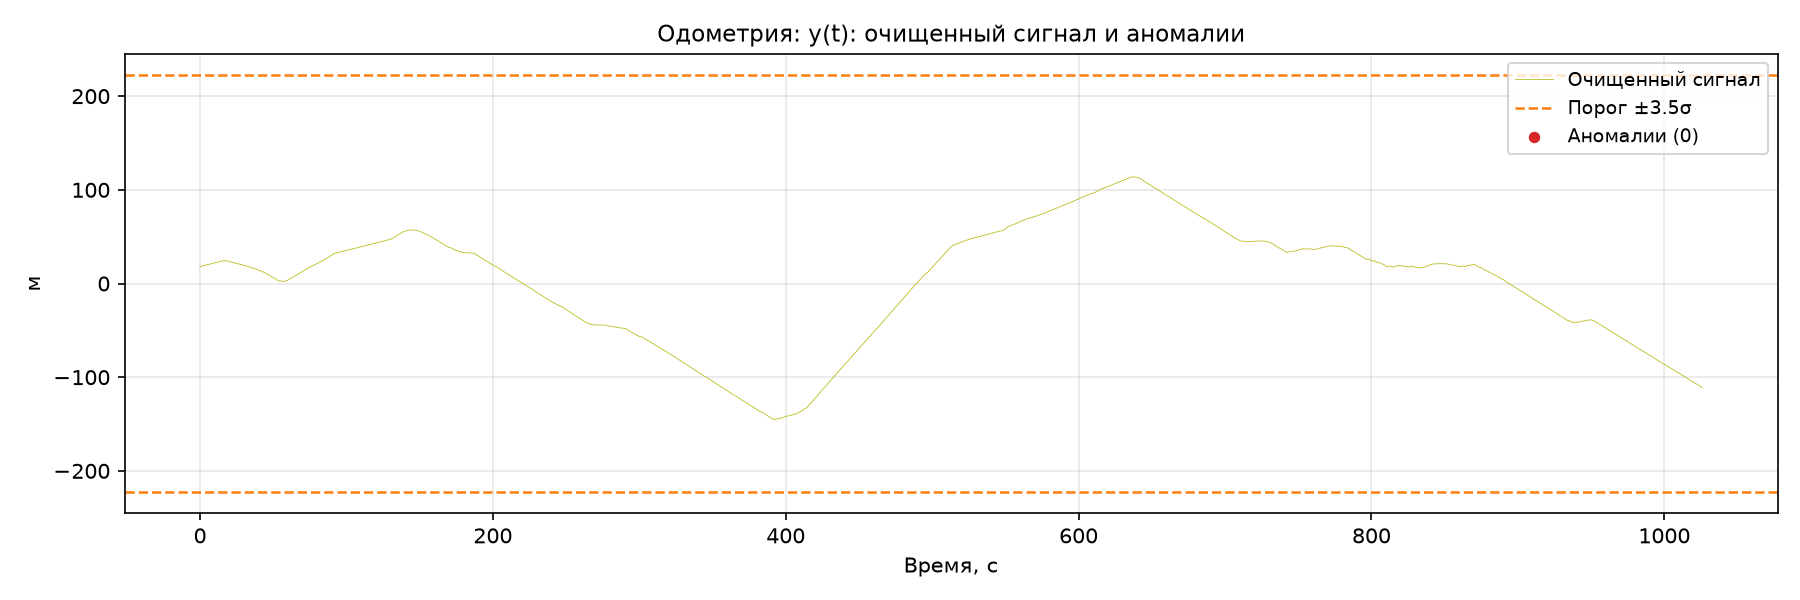 Одометрия: y(t): очищенный сигнал и аномалии
Очищенный сигнал
Порог ±3.5σ
Аномалии (0)
м
200
100
0
−100
−200
0 200 400 600 800 1000
Время, с